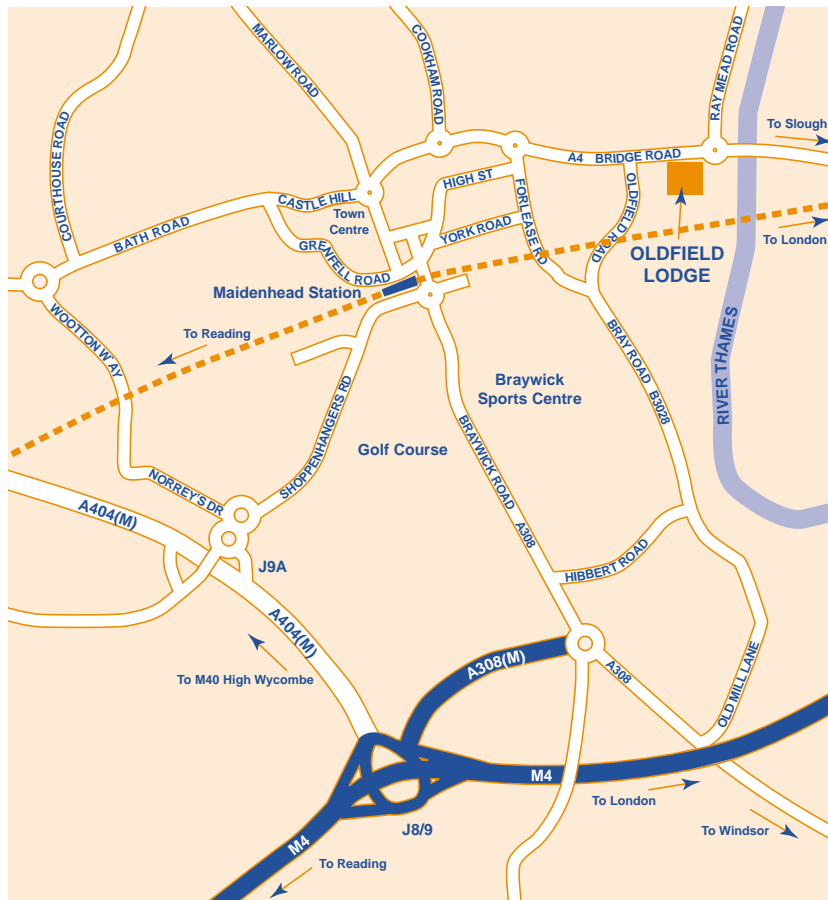 MARLOW ROAD
COOKHAM ROAD
RAY MEAD ROAD
To Slough
COURTHOUSE ROAD
A4 BRIDGE ROAD
HIGH ST
CASTLE HILL
Town
Centre
FORLEASE RD
OLDFIELD ROAD
BATH ROAD
GRENFELL ROAD
YORK ROAD
To London
OLDFIELD
LODGE
Maidenhead Station
WOOTTON W'AY
To Reading
RIVER THAMES
BRAY ROAD B3028
Braywick
Sports Centre
SHOPPENHANGERS RD
Golf Course
BRAYWICK ROAD A308
NORREY'S DR
A404(M)
J9A
HIBBERT ROAD
A404(M)
A308(M)
A308
OLD MILL LANE
To M40 High Wycombe
M4
To London
J8/9
To Windsor
M4
To Reading